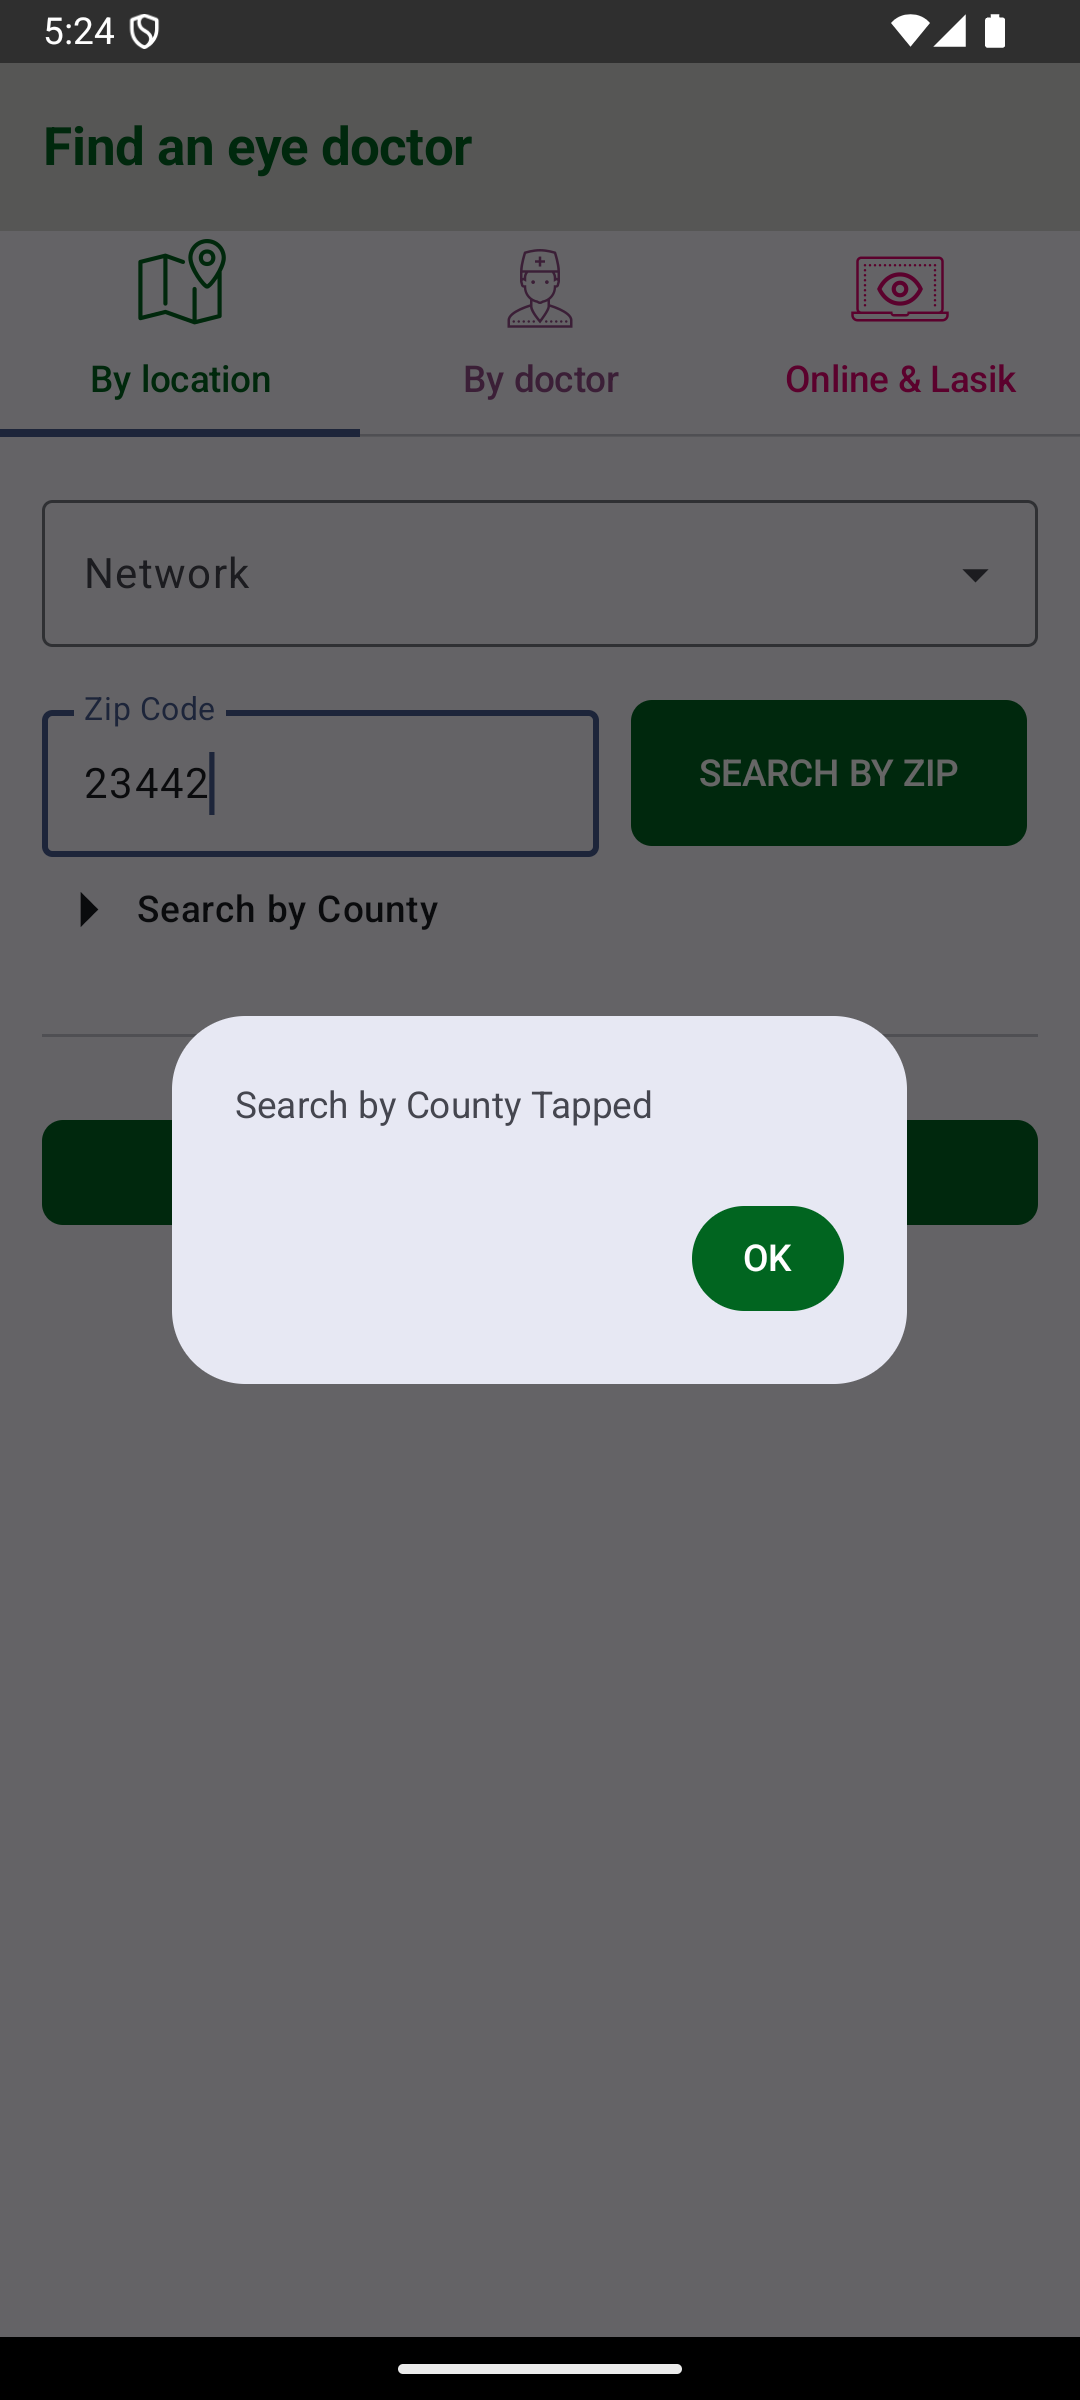 5:24
Find an eye doctor
By location
By doctor
Online & Lasik
Network
Zip Code
23442
SEARCH BY ZIP
Search by County
Search by County Tapped
OK